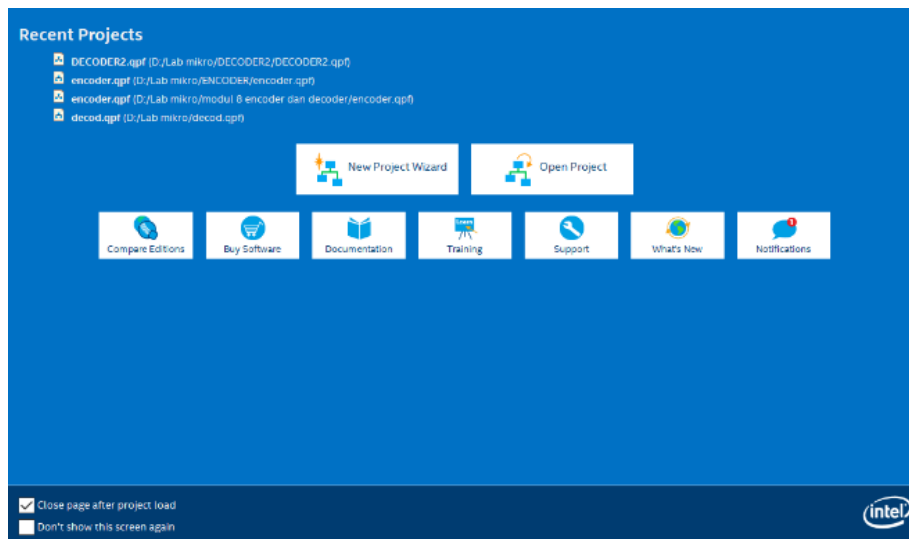 Recent Projects
DECODER2.qpf (D:/Lab mikro/DECODER2/DECODER2.qpf)
encoder.qpf (D:/Lab mikro/ENCODER/encoder.qpf)
encoder.qpf (D:/Lab mikro/modul 8 encoder dan decoder/encoder.qpf)
decod.qpf (D:/Lab mikro/decod.qpf)
New Project Wizard Open Project
Compare Editions Buy Software Documentation Training Support What's New Notifications
Close page after project load
Don't show this screen again
intel